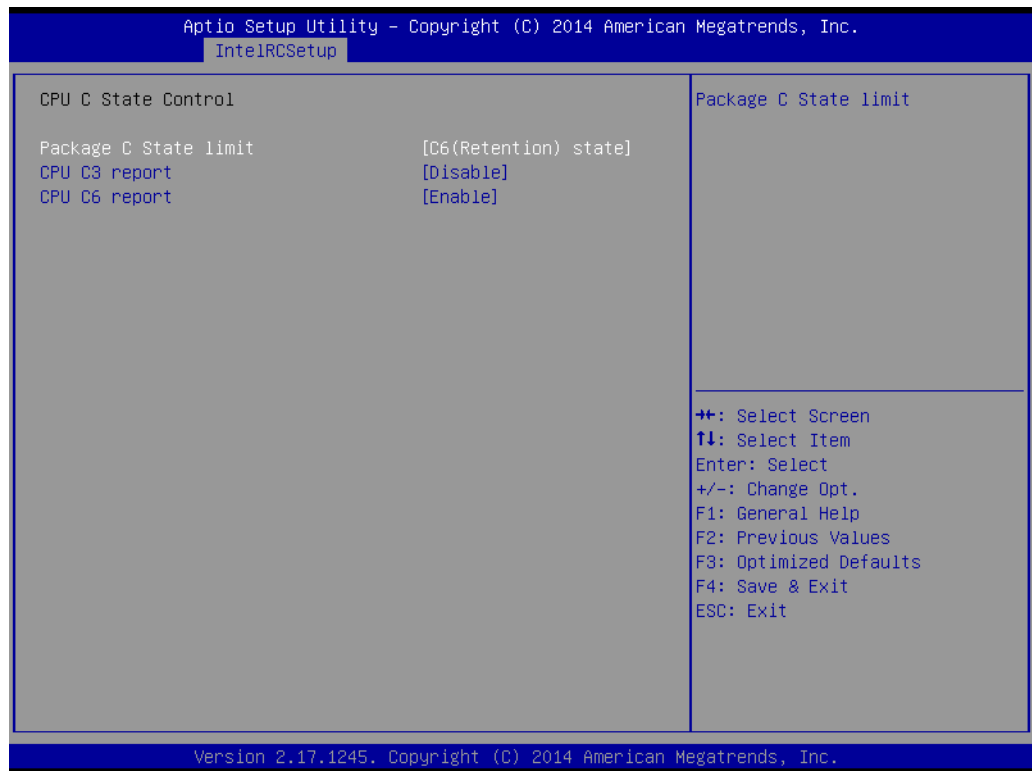 Aptio Setup Utility – Copyright (C) 2014 American Megatrends, Inc.
IntelRCSetup
CPU C State Control
Package C State limit [C6(Retention) state]
CPU C3 report [Disable]
CPU C6 report [Enable]
Package C State limit
→←: Select Screen
↑↓: Select Item
Enter: Select
+/-: Change Opt.
F1: General Help
F2: Previous Values
F3: Optimized Defaults
F4: Save & Exit
ESC: Exit
Version 2.17.1245. Copyright (C) 2014 American Megatrends, Inc.